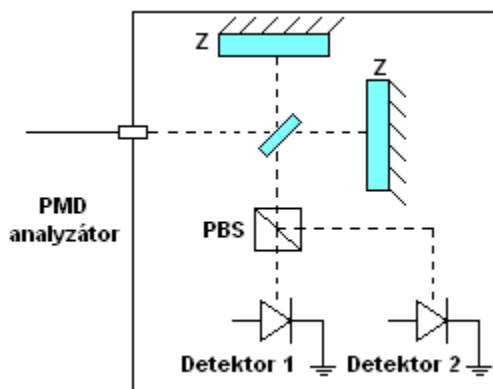 Z
Z
PMD
analyzátor
PBS
Detektor 1
Detektor 2